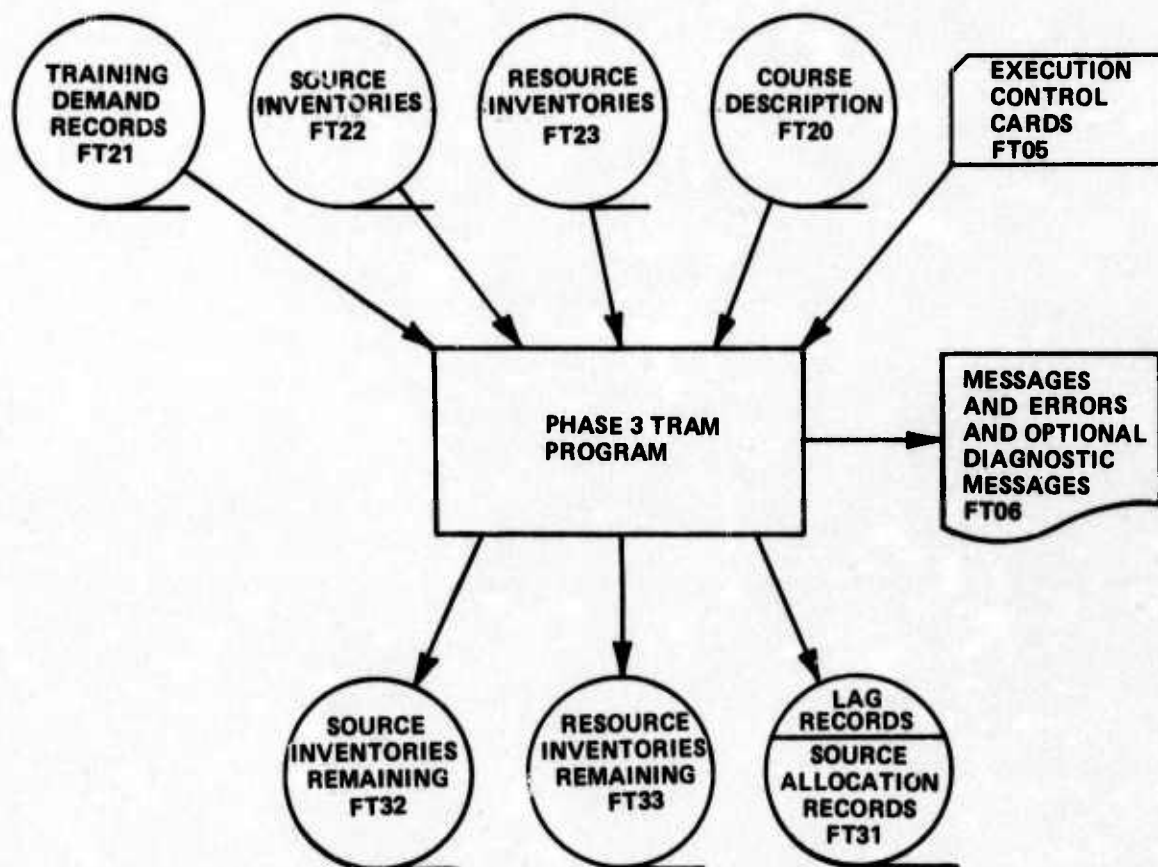 TRAINING
DEMAND
RECORDS
FT21
SOURCE
INVENTORIES
FT22
RESOURCE
INVENTORIES
FT23
COURSE
DESCRIPTION
FT20
EXECUTION
CONTROL
CARDS
FT05
PHASE 3 TRAM
PROGRAM
MESSAGES
AND ERRORS
AND OPTIONAL
DIAGNOSTIC
MESSAGES
FT06
SOURCE
INVENTORIES
REMAINING
FT32
RESOURCE
INVENTORIES
REMAINING
FT33
LAG
RECORDS
SOURCE
ALLOCATION
RECORDS
FT31